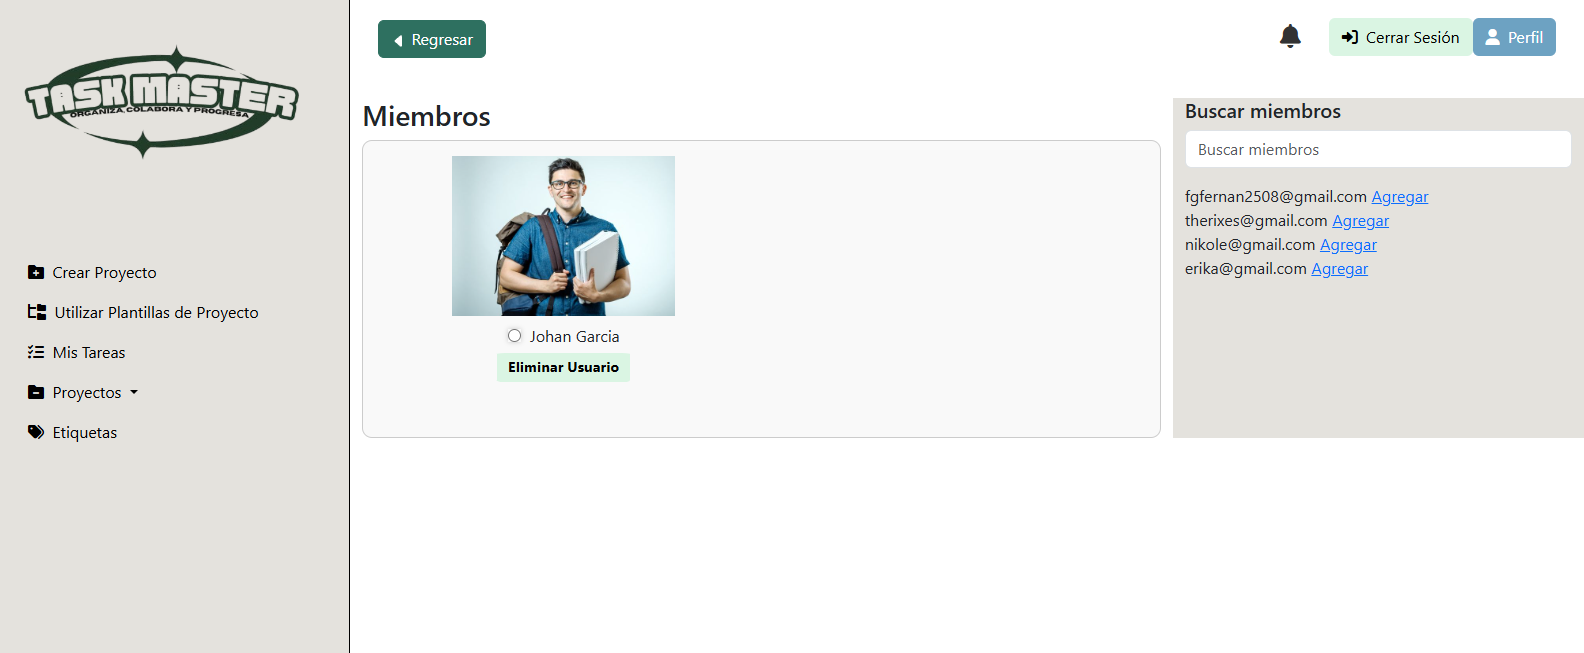 TASK MASTER
ORGANIZA, COLABORA Y PROGRESA
Crear Proyecto
Utilizar Plantillas de Proyecto
Mis Tareas
Proyectos
Etiquetas
Regresar
Cerrar Sesión
Perfil
Miembros
Johan Garcia
Eliminar Usuario
Buscar miembros
Buscar miembros
fgfernan2508@gmail.com Agregar
therixes@gmail.com Agregar
nikole@gmail.com Agregar
erika@gmail.com Agregar